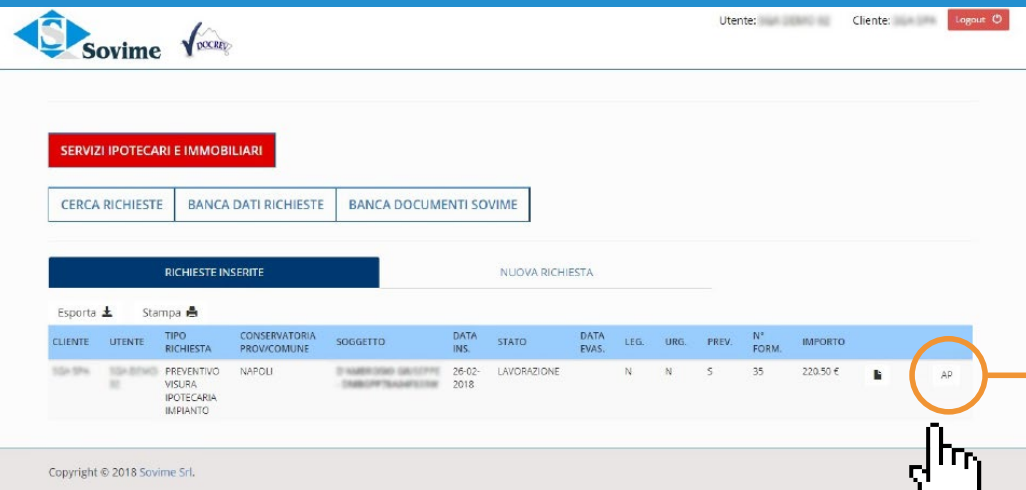 Utente: Cliente: Logout
Sovime DOCREV
SERVIZI IPOTECARI E IMMOBILIARI
CERCA RICHIESTE BANCA DATI RICHIESTE BANCA DOCUMENTI SOVIME
RICHIESTE INSERITE NUOVA RICHIESTA
Esporta Stampa
CLIENTE UTENTE TIPO RICHIESTA CONSERVATORIA PROV/COMUNE SOGGETTO DATA INS. STATO DATA EVAS. LEG. URG. PREV. N° FORM. IMPORTO
PREVENTIVO VISURA IPOTECARIA IMPIANTO NAPOLI 26-02-2018 LAVORAZIONE N N S 35 220.50 € AP
Copyright © 2018 Sovime Srl.